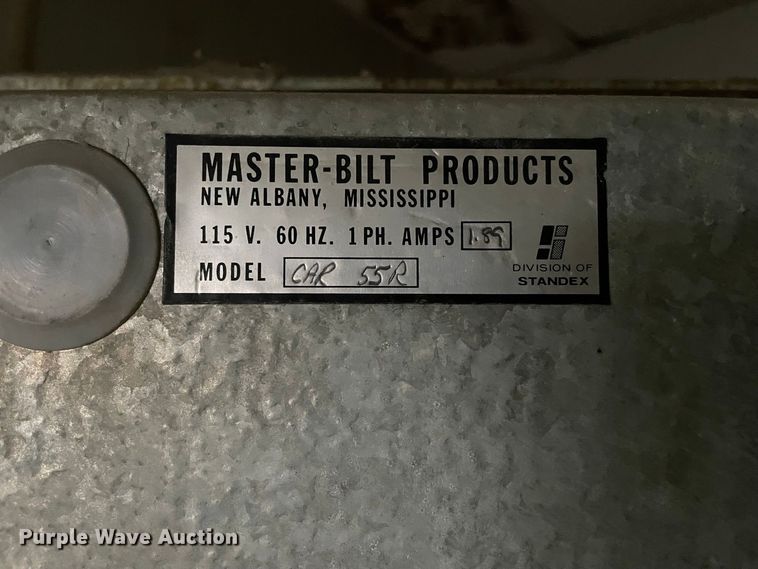 MASTER-BILT PRODUCTS
NEW ALBANY, MISSISSIPPI
115 V. 60 HZ. 1 PH. AMPS 1.89
MODEL CAR 55R
DIVISION OF
STANDEX
Purple Wave Auction